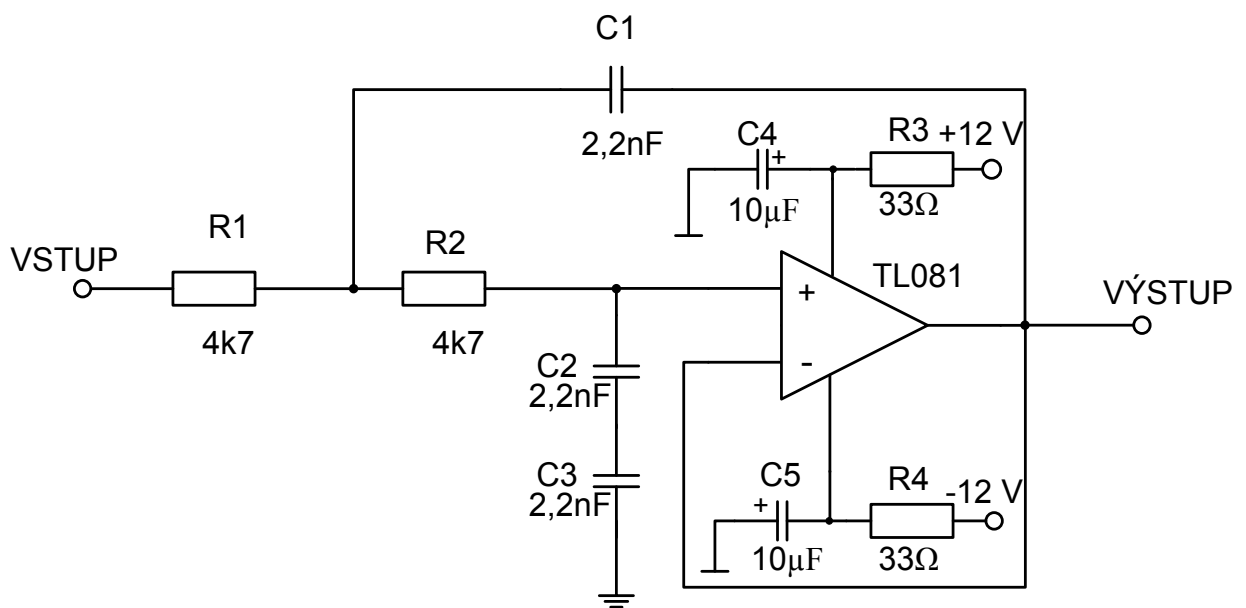 C1
2,2nF
C4
+
10μF
R3
+12 V
33Ω
R1
VSTUP
4k7
R2
4k7
+
-
TL081
VÝSTUP
C2
2,2nF
C3
2,2nF
C5
+
10μF
R4
-12 V
33Ω